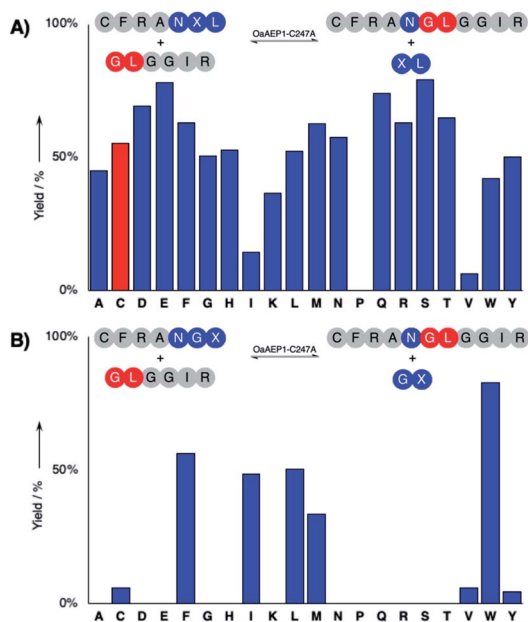 A)
100%
C F R A N X L
+
G L G G I R
OaAEP1-C247A
C F R A N G L G G I R
+
X L
Yield / %
50%
0%
A C D E F G H I K L M N P Q R S T V W Y
B)
100%
C F R A N G X
+
G L G G I R
OaAEP1-C247A
C F R A N G L G G I R
+
G X
Yield / %
50%
0%
A C D E F G H I K L M N P Q R S T V W Y